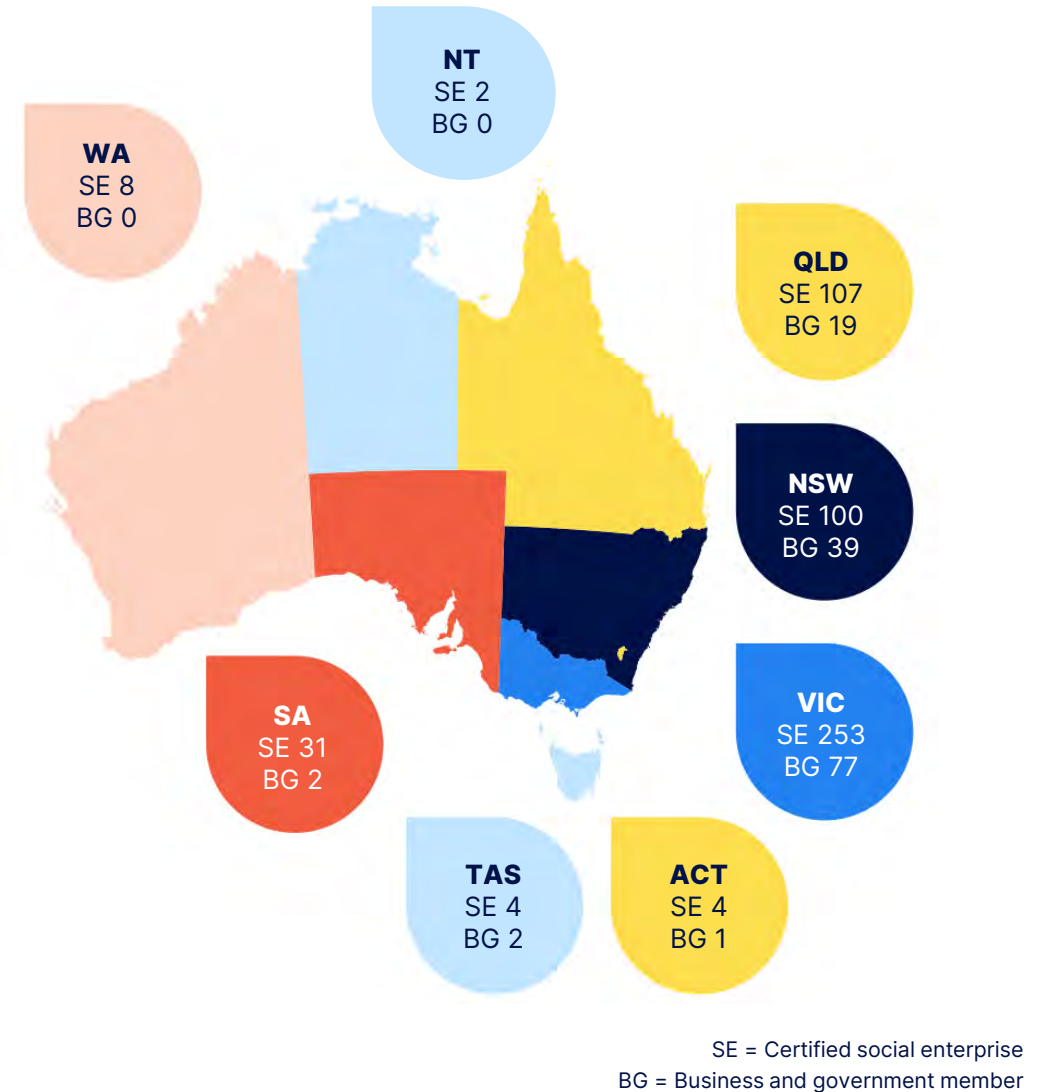 NT
SE 2
BG 0
WA
SE 8
BG 0
QLD
SE 107
BG 19
NSW
SE 100
BG 39
VIC
SE 253
BG 77
SA
SE 31
BG 2
TAS
SE 4
BG 2
ACT
SE 4
BG 1
SE = Certified social enterprise
BG = Business and government member